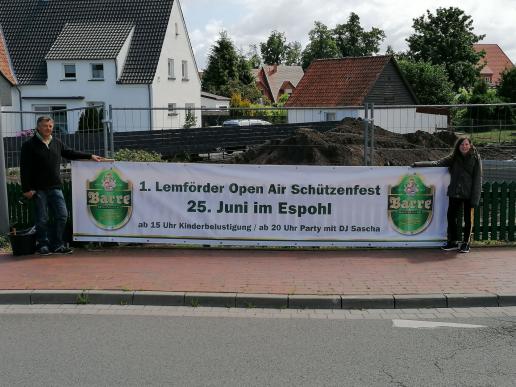 Barre
1. Lemförder Open Air Schützenfest
25. Juni im Espohl
ab 15 Uhr Kinderbelustigung / ab 20 Uhr Party mit DJ Sascha
Barre